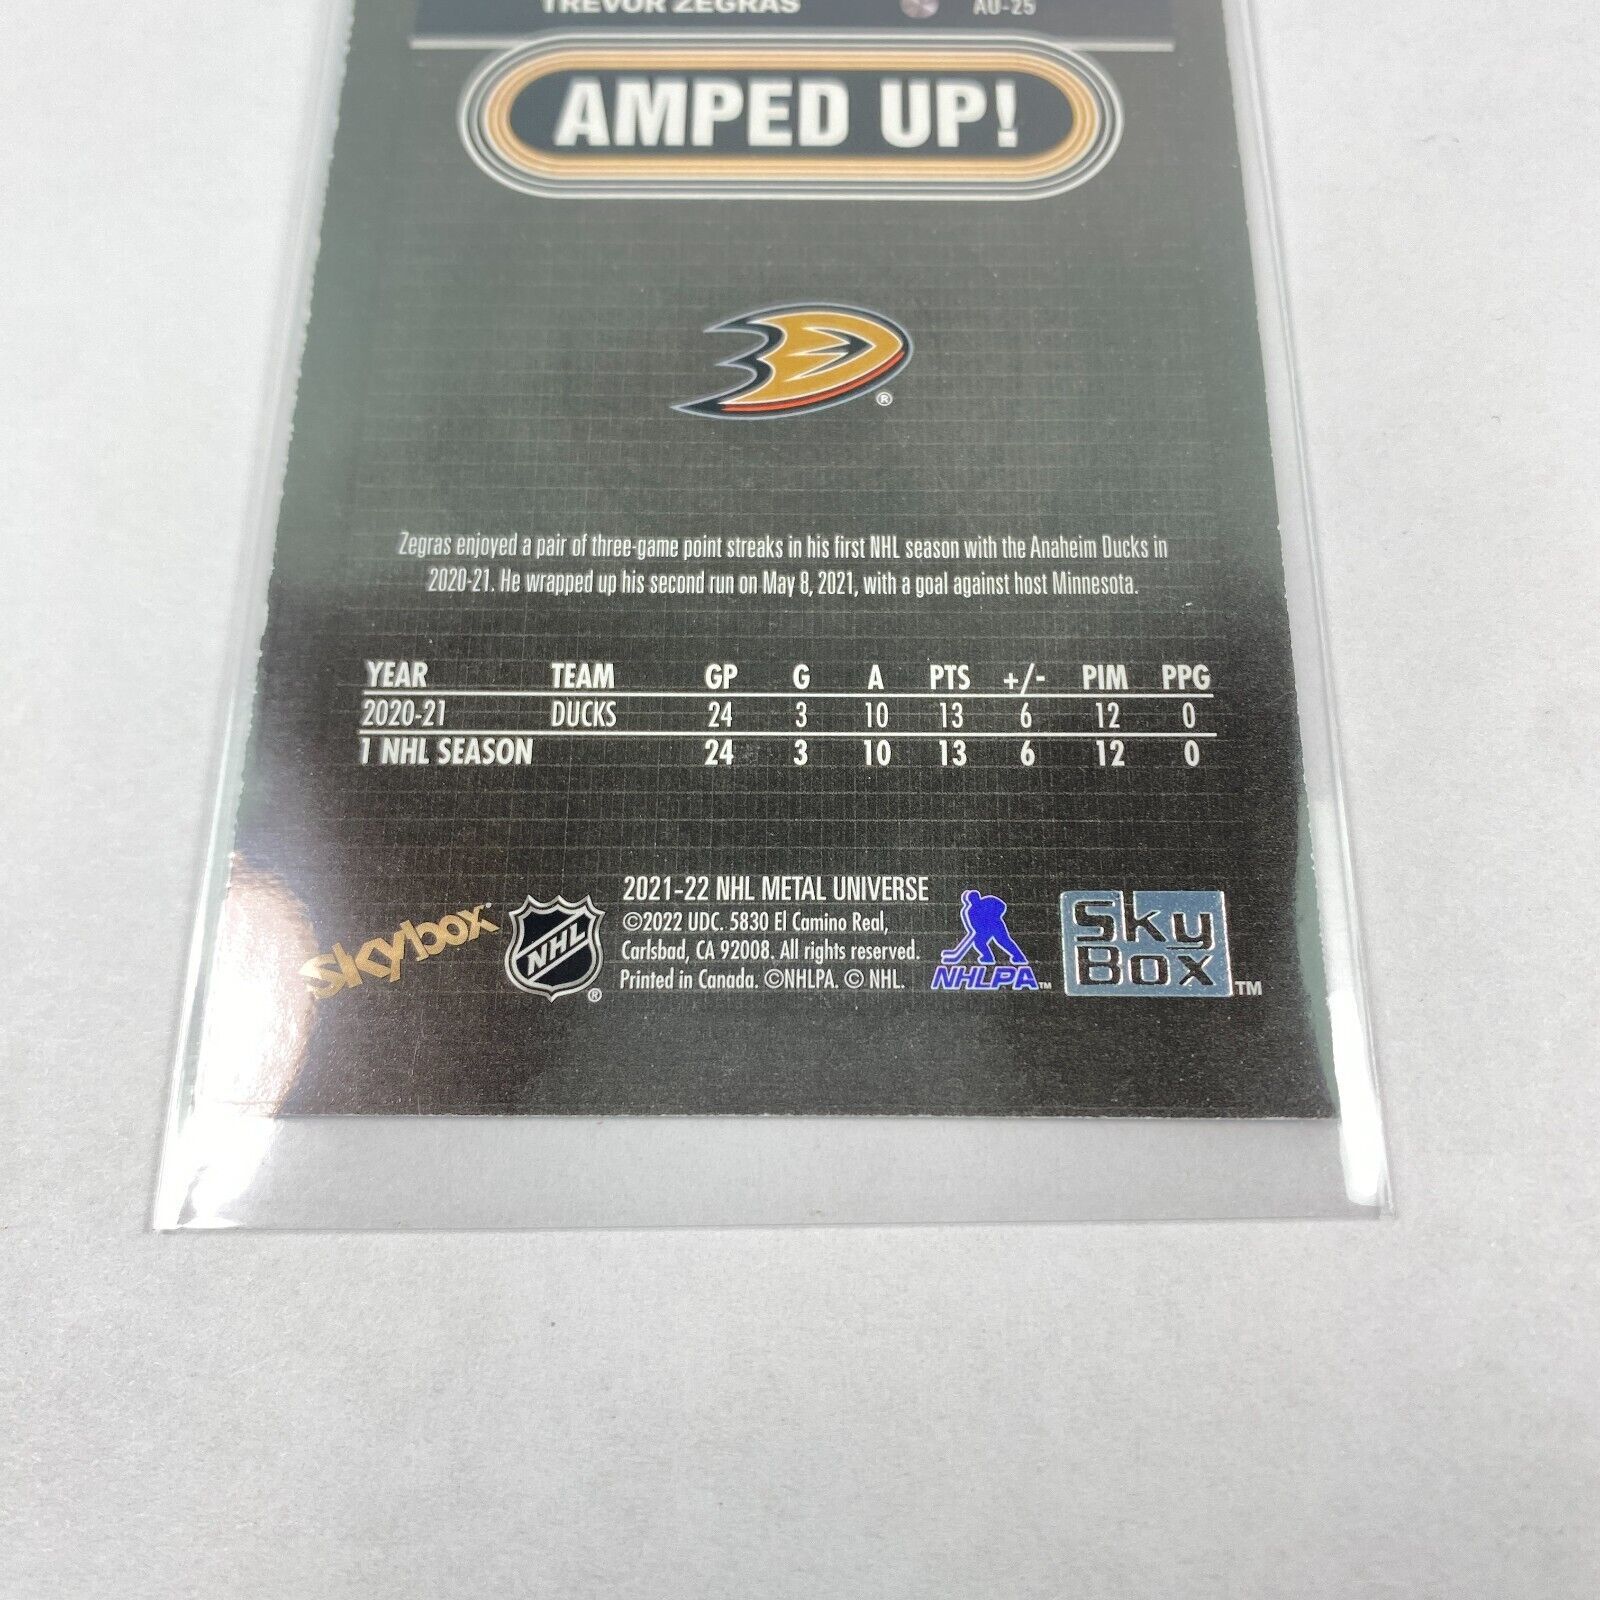 TREVOR ZEGRAS AU-25
AMPED UP!
®
Zegras enjoyed a pair of three-game point streaks in his first NHL season with the Anaheim Ducks in
2020-21. He wrapped up his second run on May 8, 2021, with a goal against host Minnesota.
YEAR TEAM GP G A PTS +/- PIM PPG
2020-21 DUCKS 24 3 10 13 6 12 0
1 NHL SEASON 24 3 10 13 6 12 0
skybox
NHL ®
2021-22 NHL METAL UNIVERSE
©2022 UDC. 5830 El Camino Real,
Carlsbad, CA 92008. All rights reserved.
Printed in Canada. ©NHLPA. © NHL.
NHLPA™
Sky
Box™